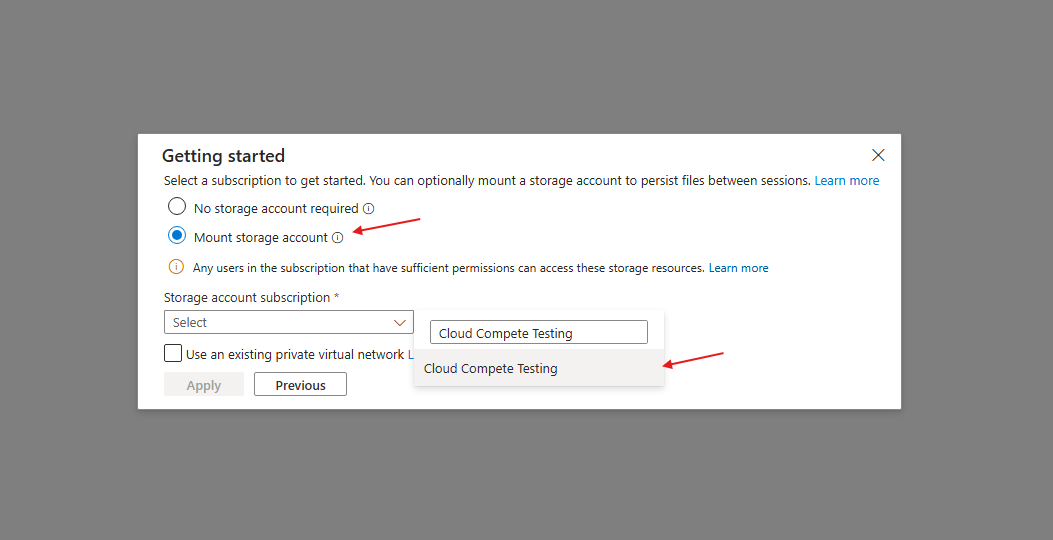 Getting started
Select a subscription to get started. You can optionally mount a storage account to persist files between sessions. Learn more
No storage account required
Mount storage account
Any users in the subscription that have sufficient permissions can access these storage resources. Learn more
Storage account subscription *
Select
Cloud Compete Testing
Use an existing private virtual network L
Cloud Compete Testing
Apply
Previous